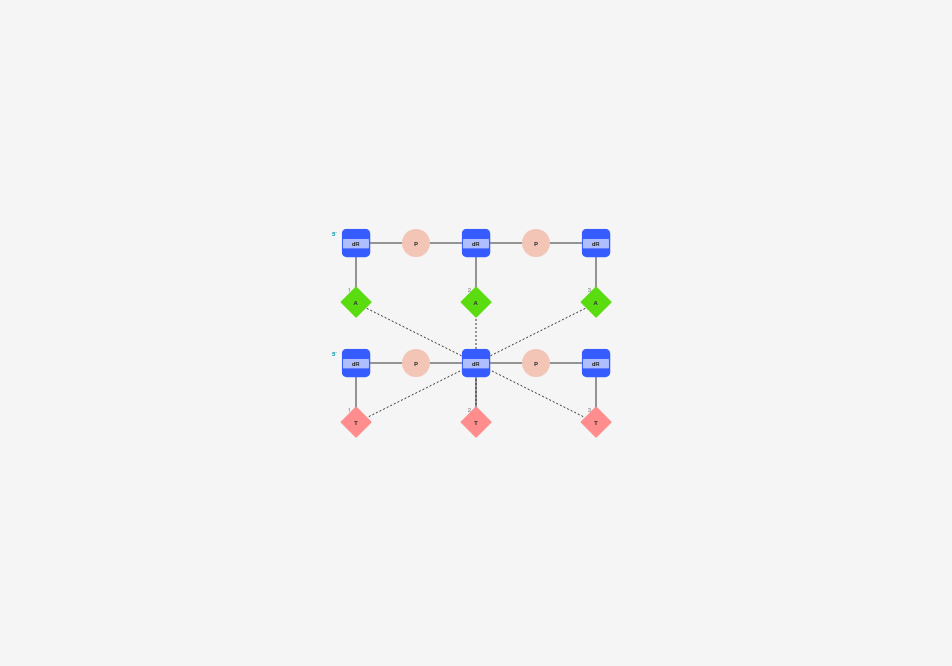 5'
dR P dR P dR
1 2 3
A A A
5'
dR P dR P dR
1 2 3
T T T